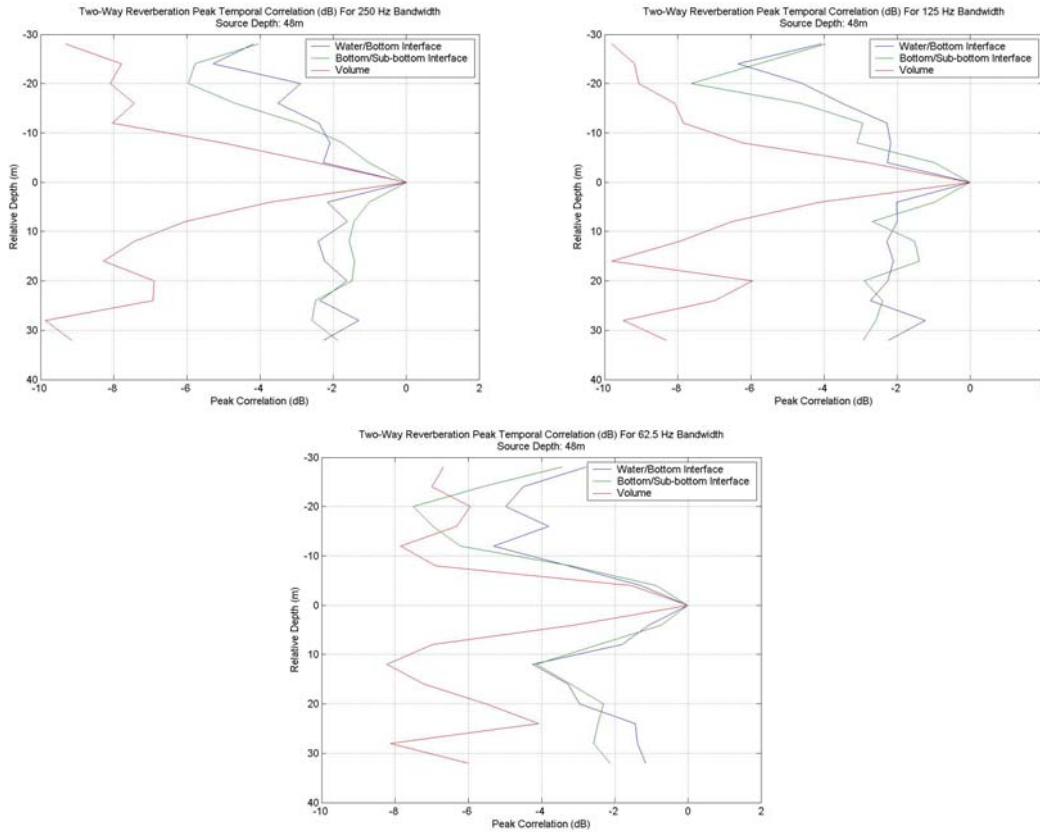 Two-Way Reverberation Peak Temporal Correlation (dB) For 250 Hz Bandwidth
Source Depth: 48m
-30
-20
-10
0
10
20
30
40
Relative Depth (m)
Water/Bottom Interface
Bottom/Sub-bottom Interface
Volume
-10 -8 -6 -4 -2 0 2
Peak Correlation (dB)
Two-Way Reverberation Peak Temporal Correlation (dB) For 125 Hz Bandwidth
Source Depth: 48m
-30
-20
-10
0
10
20
30
40
Relative Depth (m)
Water/Bottom Interface
Bottom/Sub-bottom Interface
Volume
-10 -8 -6 -4 -2 0
Peak Correlation (dB)
Two-Way Reverberation Peak Temporal Correlation (dB) For 62.5 Hz Bandwidth
Source Depth: 48m
-30
-20
-10
0
10
20
30
40
Relative Depth (m)
Water/Bottom Interface
Bottom/Sub-bottom Interface
Volume
-10 -8 -6 -4 -2 0 2
Peak Correlation (dB)